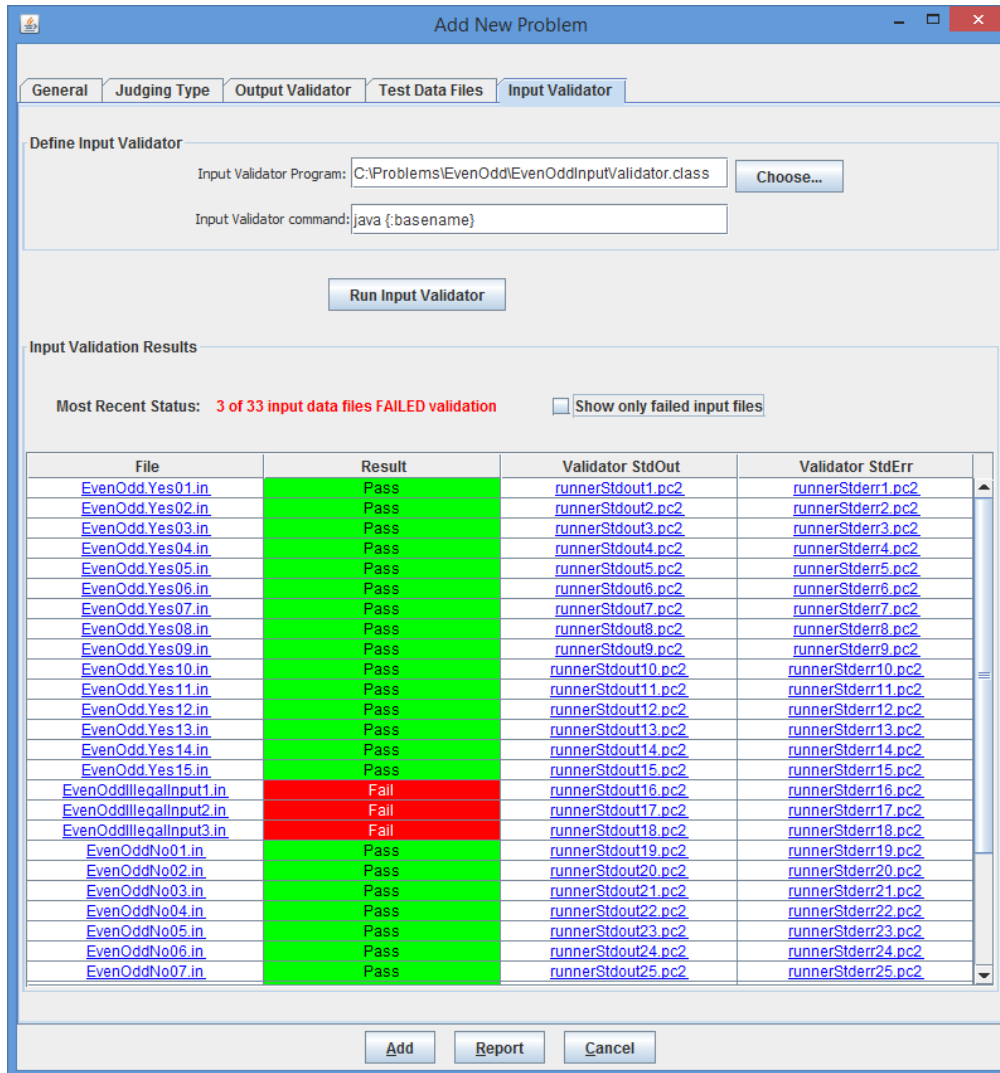 Add New Problem
General Judging Type Output Validator Test Data Files Input Validator
Define Input Validator
Input Validator Program: C:\Problems\EvenOdd\EvenOddInputValidator.class Choose...
Input Validator command: java {:basename}
Run Input Validator
Input Validation Results
Most Recent Status: 3 of 33 input data files FAILED validation Show only failed input files
File Result Validator StdOut Validator StdErr
EvenOdd.Yes01.in Pass runnerStdout1.pc2 runnerStderr1.pc2
EvenOdd.Yes02.in Pass runnerStdout2.pc2 runnerStderr2.pc2
EvenOdd.Yes03.in Pass runnerStdout3.pc2 runnerStderr3.pc2
EvenOdd.Yes04.in Pass runnerStdout4.pc2 runnerStderr4.pc2
EvenOdd.Yes05.in Pass runnerStdout5.pc2 runnerStderr5.pc2
EvenOdd.Yes06.in Pass runnerStdout6.pc2 runnerStderr6.pc2
EvenOdd.Yes07.in Pass runnerStdout7.pc2 runnerStderr7.pc2
EvenOdd.Yes08.in Pass runnerStdout8.pc2 runnerStderr8.pc2
EvenOdd.Yes09.in Pass runnerStdout9.pc2 runnerStderr9.pc2
EvenOdd.Yes10.in Pass runnerStdout10.pc2 runnerStderr10.pc2
EvenOdd.Yes11.in Pass runnerStdout11.pc2 runnerStderr11.pc2
EvenOdd.Yes12.in Pass runnerStdout12.pc2 runnerStderr12.pc2
EvenOdd.Yes13.in Pass runnerStdout13.pc2 runnerStderr13.pc2
EvenOdd.Yes14.in Pass runnerStdout14.pc2 runnerStderr14.pc2
EvenOdd.Yes15.in Pass runnerStdout15.pc2 runnerStderr15.pc2
EvenOddIllegalInput1.in Fail runnerStdout16.pc2 runnerStderr16.pc2
EvenOddIllegalInput2.in Fail runnerStdout17.pc2 runnerStderr17.pc2
EvenOddIllegalInput3.in Fail runnerStdout18.pc2 runnerStderr18.pc2
EvenOddNo01.in Pass runnerStdout19.pc2 runnerStderr19.pc2
EvenOddNo02.in Pass runnerStdout20.pc2 runnerStderr20.pc2
EvenOddNo03.in Pass runnerStdout21.pc2 runnerStderr21.pc2
EvenOddNo04.in Pass runnerStdout22.pc2 runnerStderr22.pc2
EvenOddNo05.in Pass runnerStdout23.pc2 runnerStderr23.pc2
EvenOddNo06.in Pass runnerStdout24.pc2 runnerStderr24.pc2
EvenOddNo07.in Pass runnerStdout25.pc2 runnerStderr25.pc2
Add Report Cancel